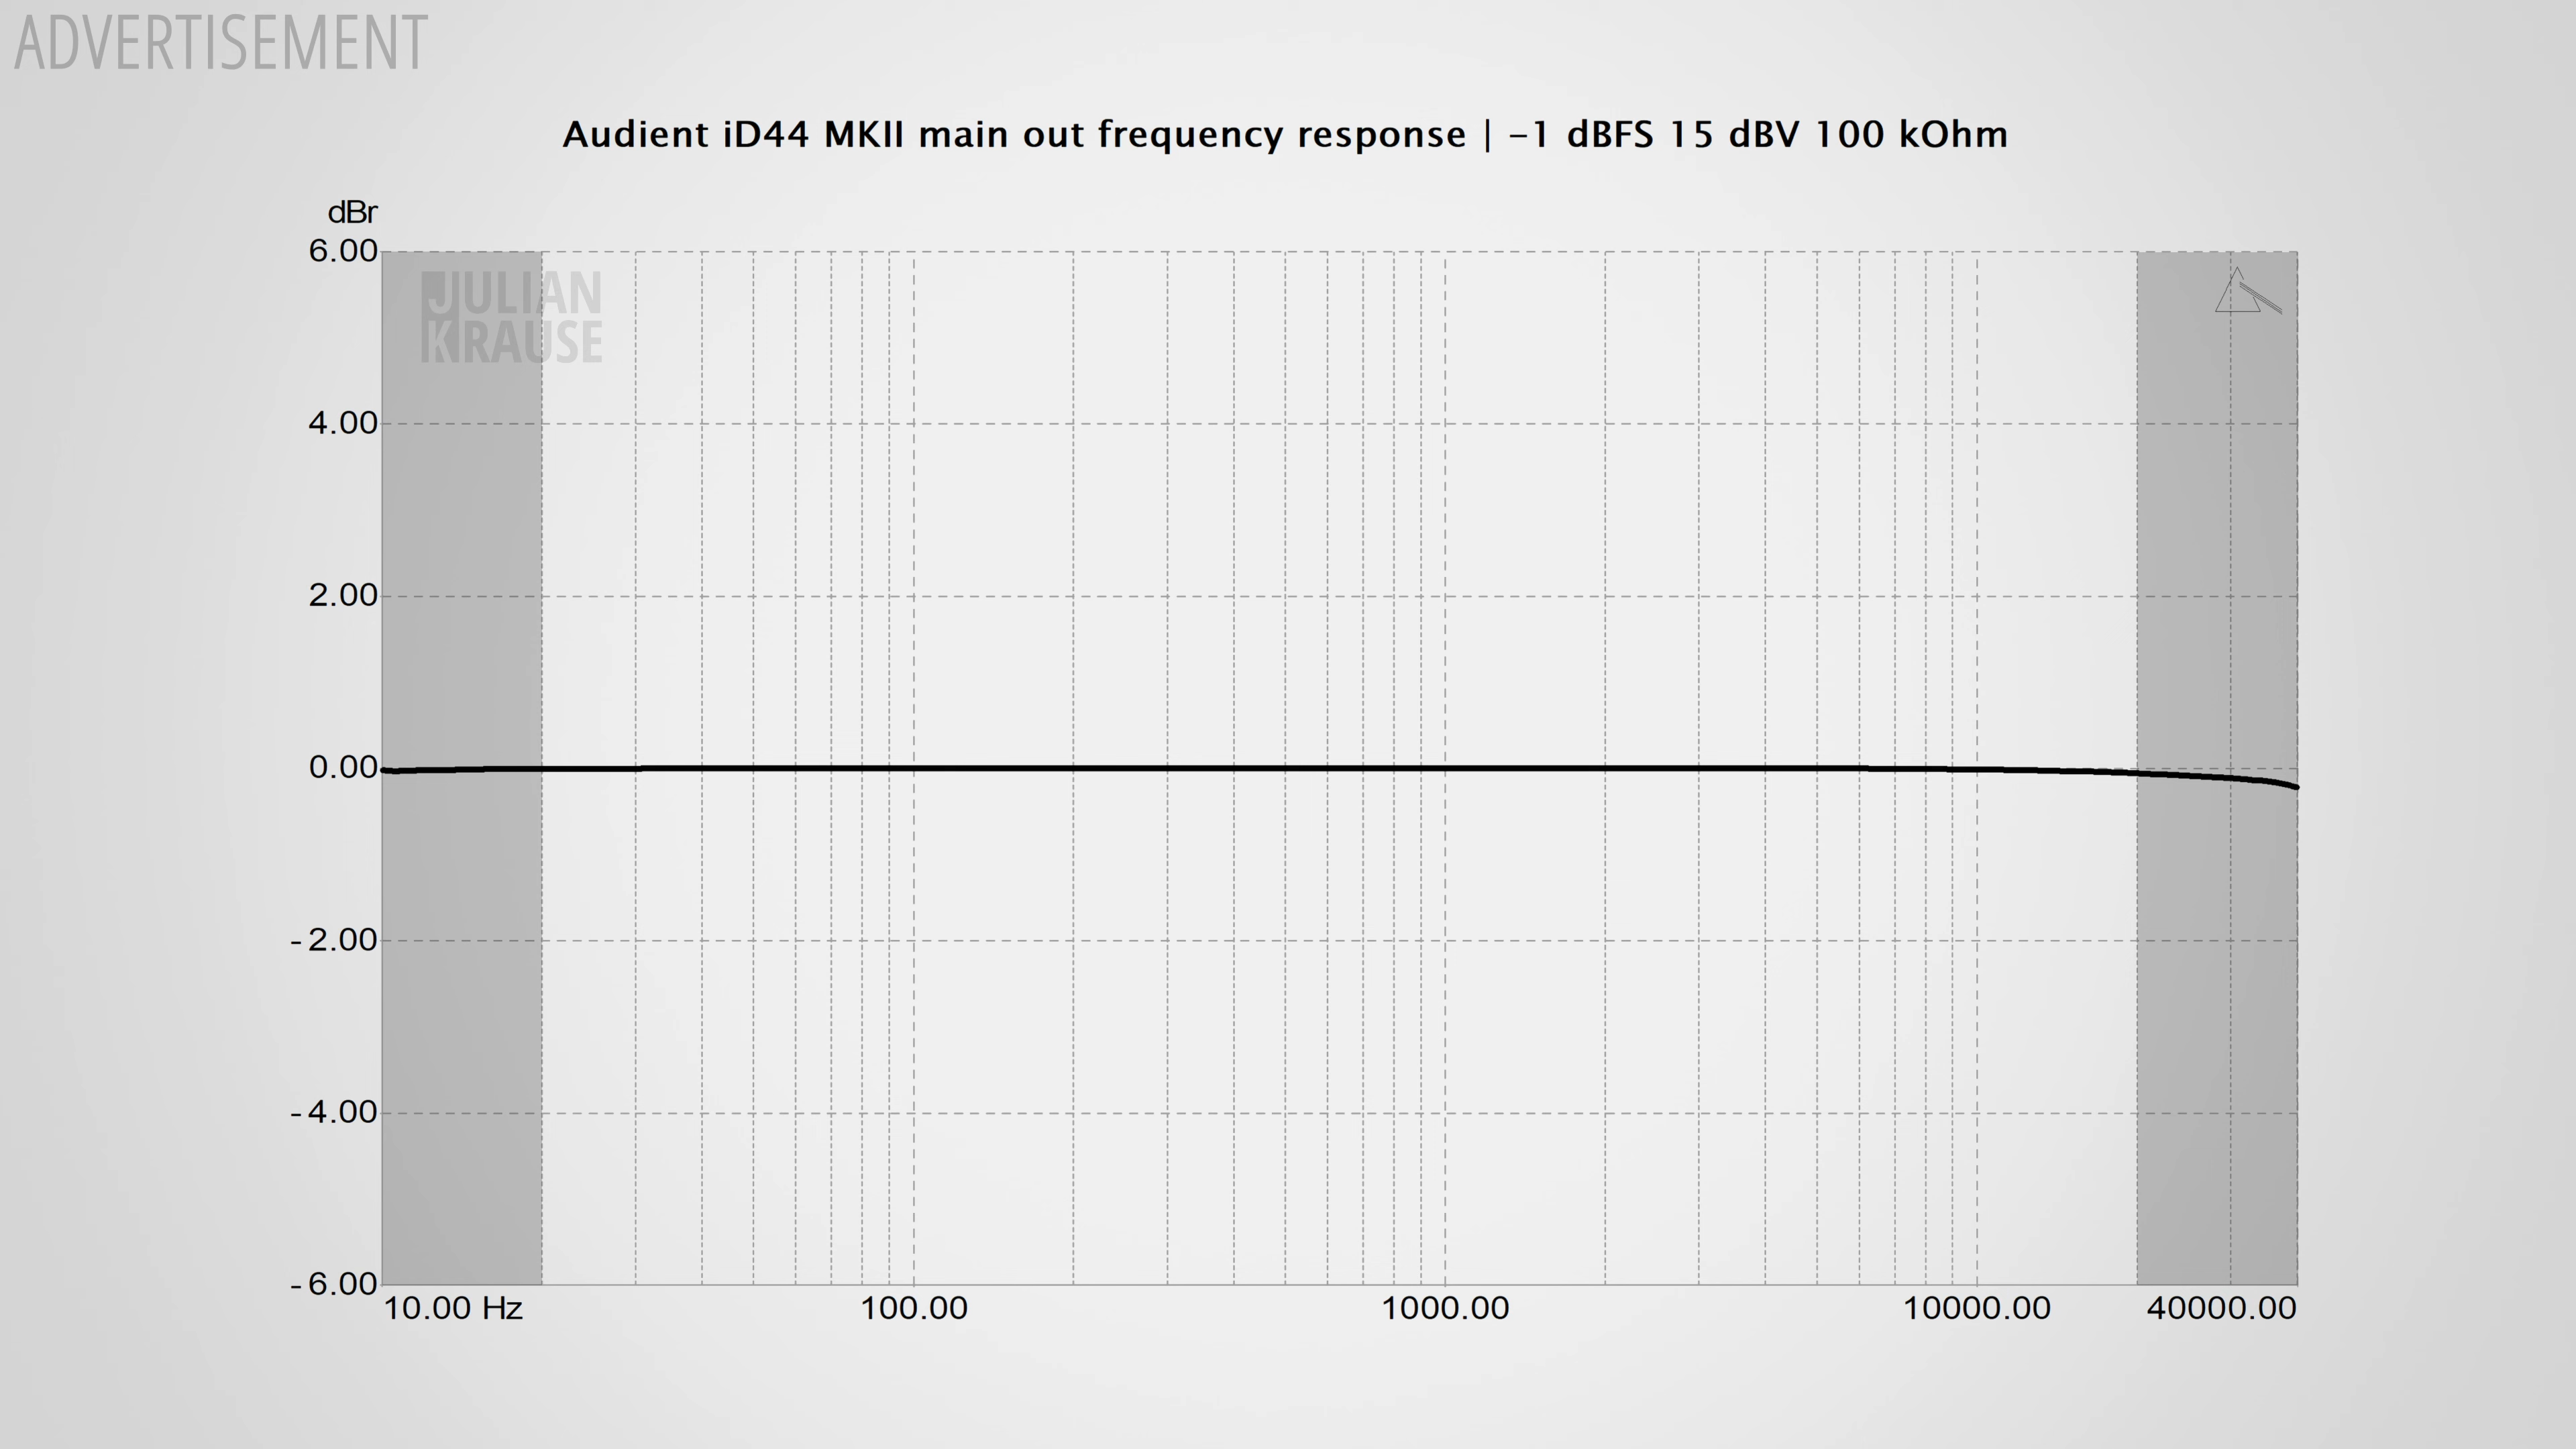 ADVERTISEMENT
Audient iD44 MKII main out frequency response | −1 dBFS 15 dBV 100 kOhm
dBr
6.00
JULIAN
KRAUSE
4.00
2.00
0.00
-2.00
-4.00
-6.00
10.00 Hz 100.00 1000.00 10000.00 40000.00